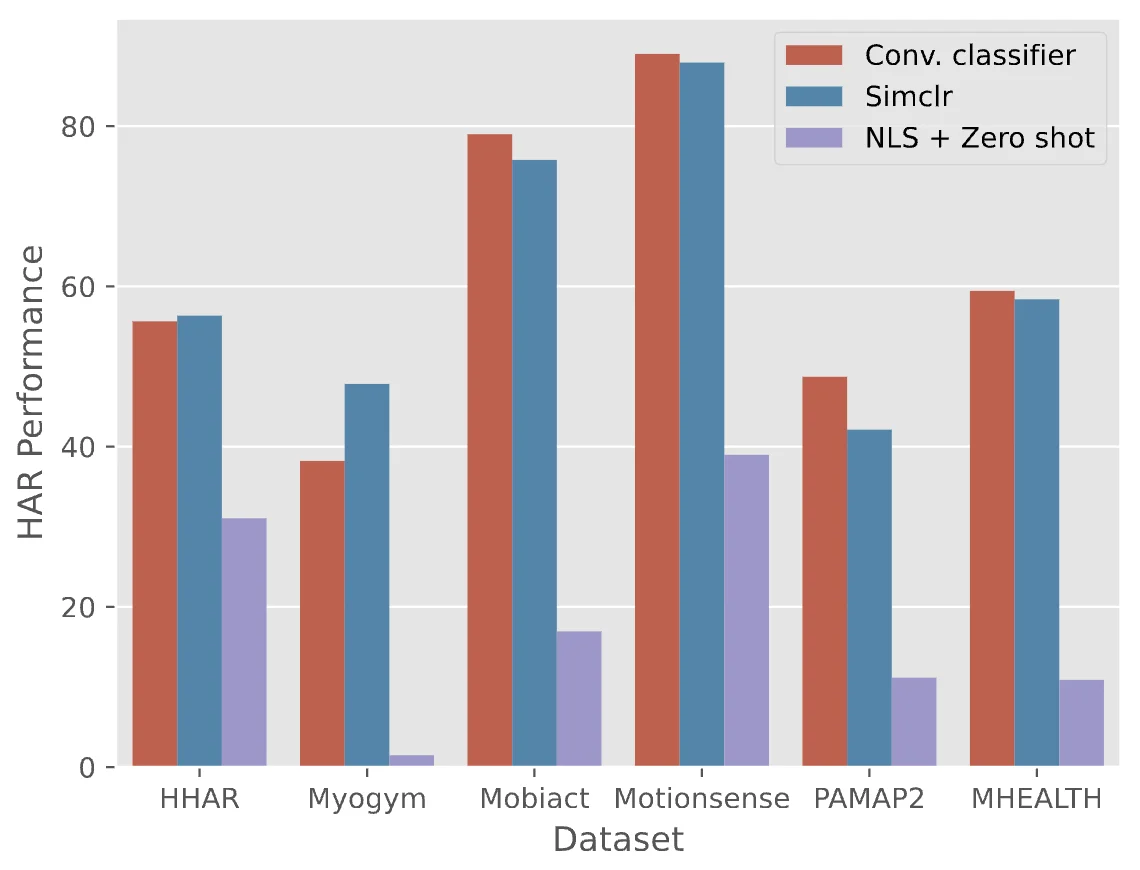 Conv. classifier
Simclr
NLS + Zero shot
HAR Performance
80
60
40
20
0
HHAR Myogym Mobiact Motionsense PAMAP2 MHEALTH
Dataset